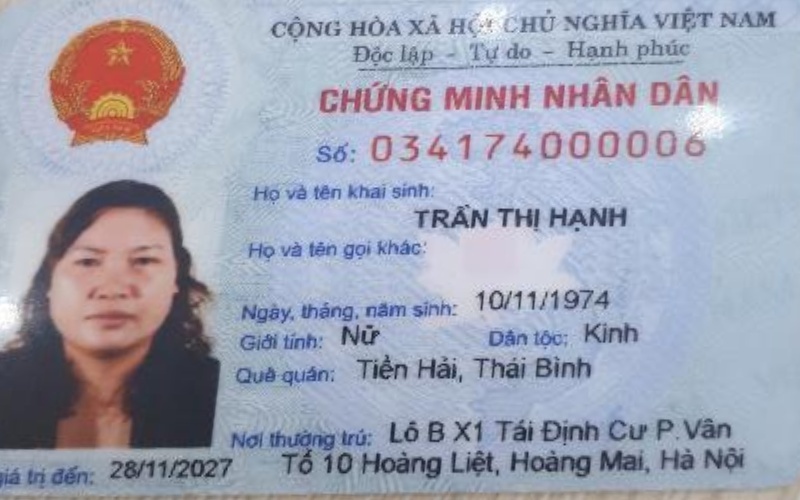 CỘNG HÒA XÃ HỘI CHỦ NGHĨA VIỆT NAM
Độc lập - Tự do - Hạnh phúc
CHỨNG MINH NHÂN DÂN
Số: 034174000006
Họ và tên khai sinh:
TRẦN THỊ HẠNH
Họ và tên gọi khác:
Ngày, tháng, năm sinh: 10/11/1974
Giới tính: Nữ Dân tộc: Kinh
Quê quán: Tiền Hải, Thái Bình
Nơi thường trú: Lô B X1 Tái Định Cư P.Vân
giá trị đến: 28/11/2027 Tổ 10 Hoàng Liệt, Hoàng Mai, Hà Nội